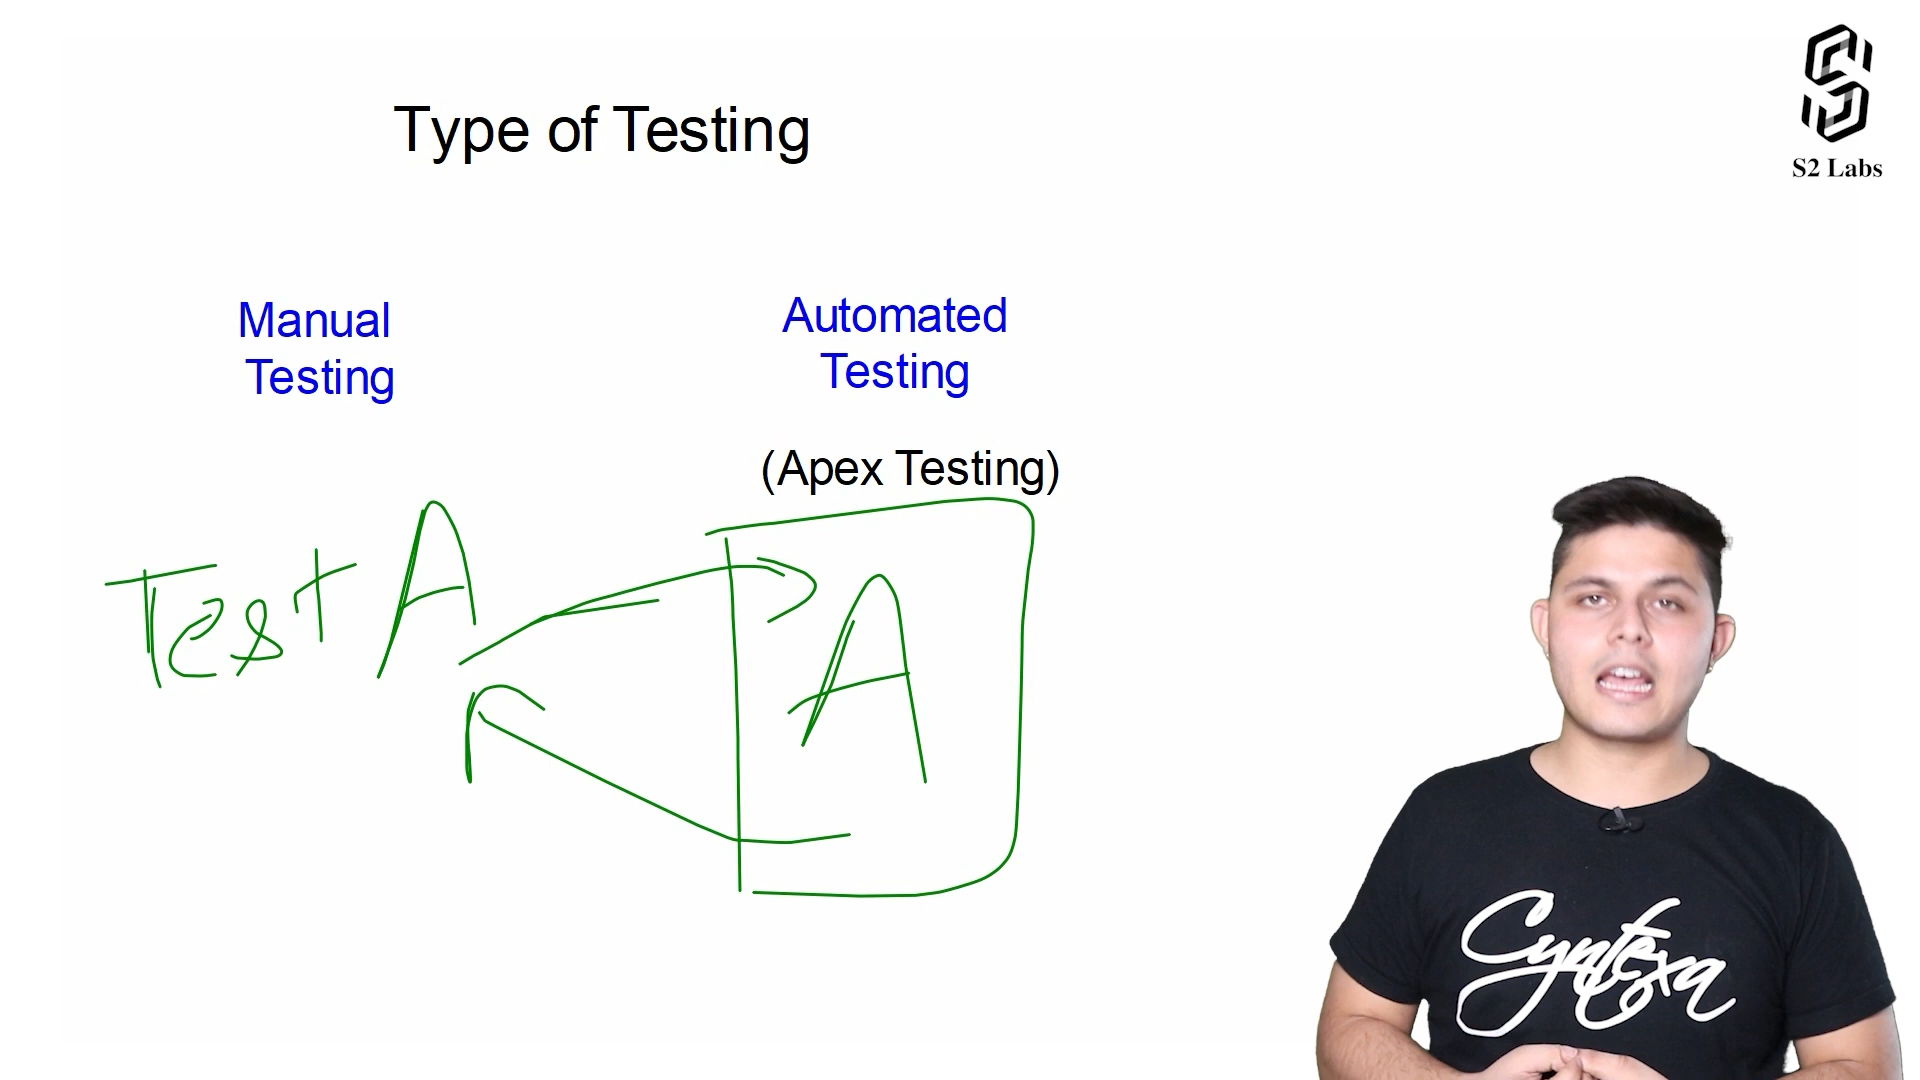 Type of Testing
S2 Labs
Manual
Testing
Automated
Testing
(Apex Testing)
Test A
A
Cyntexa